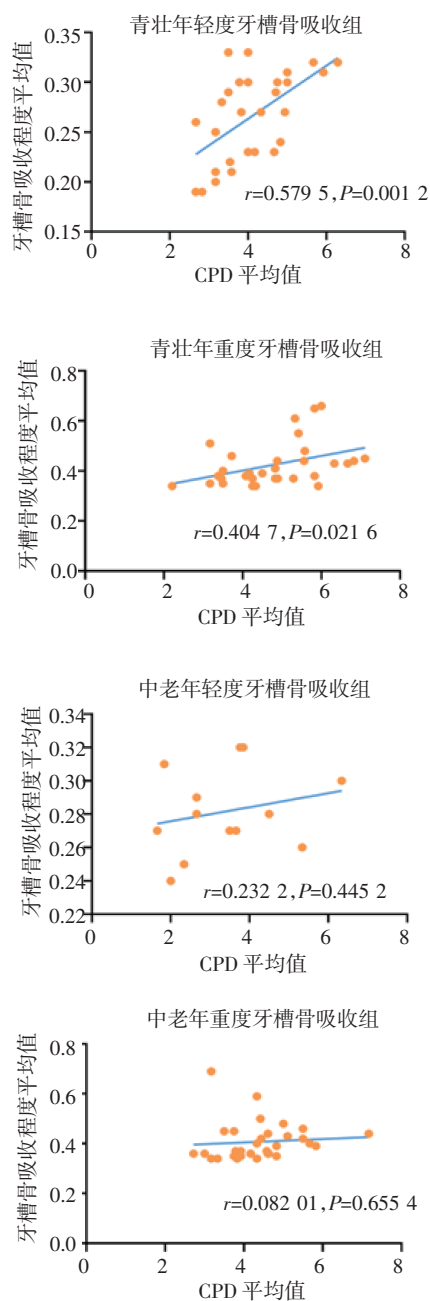 青壮年轻度牙槽骨吸收组
牙槽骨吸收程度平均值
0.35
0.30
0.25
0.20
0.15
r=0.579 5,P=0.001 2
0 2 4 6 8
CPD 平均值
青壮年重度牙槽骨吸收组
牙槽骨吸收程度平均值
0.8
0.6
0.4
0.2
0.0
r=0.404 7,P=0.021 6
0 2 4 6 8
CPD 平均值
中老年轻度牙槽骨吸收组
牙槽骨吸收程度平均值
0.34
0.32
0.30
0.28
0.26
0.24
0.22
r=0.232 2,P=0.445 2
0 2 4 6 8
CPD 平均值
中老年重度牙槽骨吸收组
牙槽骨吸收程度平均值
0.8
0.6
0.4
0.2
0.0
r=0.082 01,P=0.655 4
0 2 4 6 8
CPD 平均值